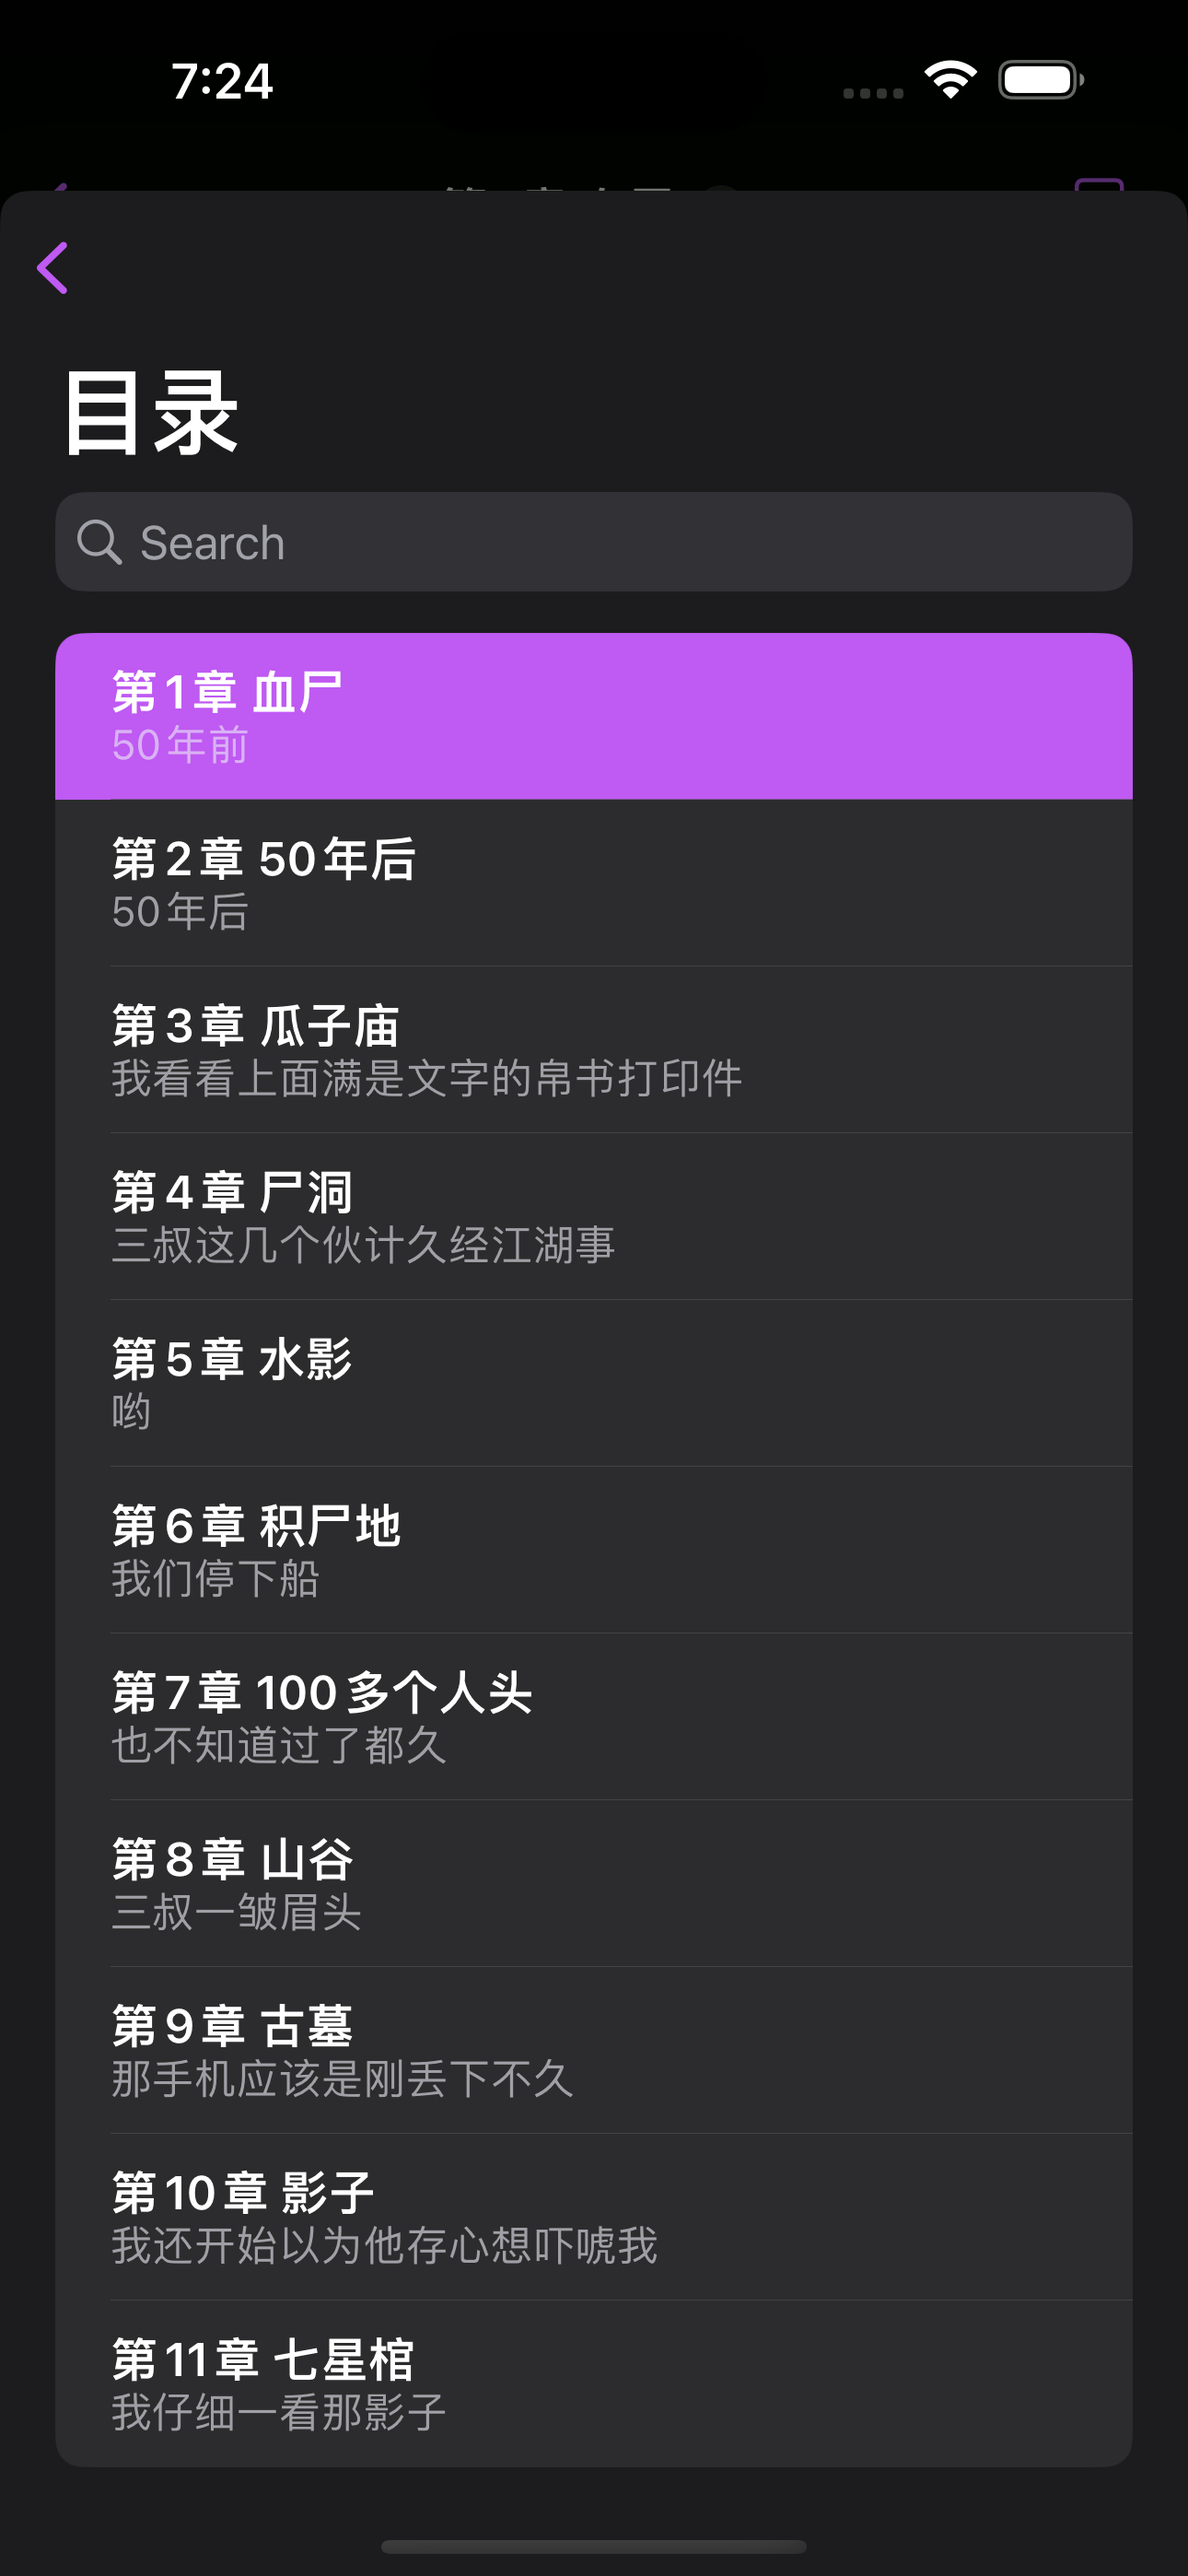 7:24
目录
Search
第1章 血尸
50年前
第2章 50年后
50年后
第3章 瓜子庙
我看看上面满是文字的帛书打印件
第4章 尸洞
三叔这几个伙计久经江湖事
第5章 水影
哟
第6章 积尸地
我们停下船
第7章 100多个人头
也不知道过了都久
第8章 山谷
三叔一皱眉头
第9章 古墓
那手机应该是刚丢下不久
第10章 影子
我还开始以为他存心想吓唬我
第11章 七星棺
我仔细一看那影子